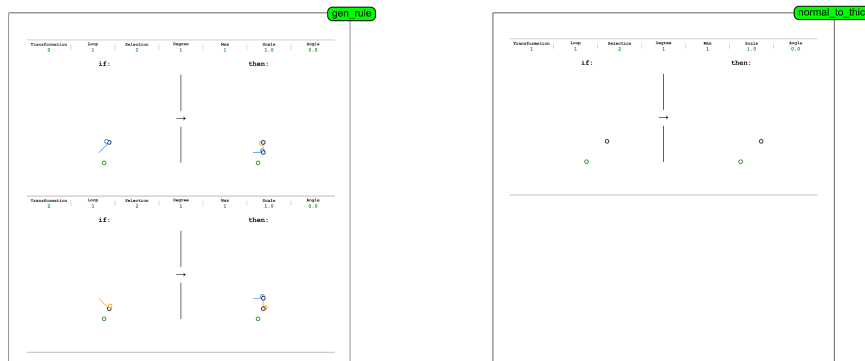 gen_rule
Transformation | Loop | Selection | Degree | Max | Scale | Angle
2 1 2 1 1 1.0 0.0
if: then:
→
Transformation | Loop | Selection | Degree | Max | Scale | Angle
2 1 2 1 1 1.0 0.0
if: then:
→
normal_to_thic
Transformation | Loop | Selection | Degree | Max | Scale | Angle
1 1 2 1 1 1.0 0.0
if: then:
→